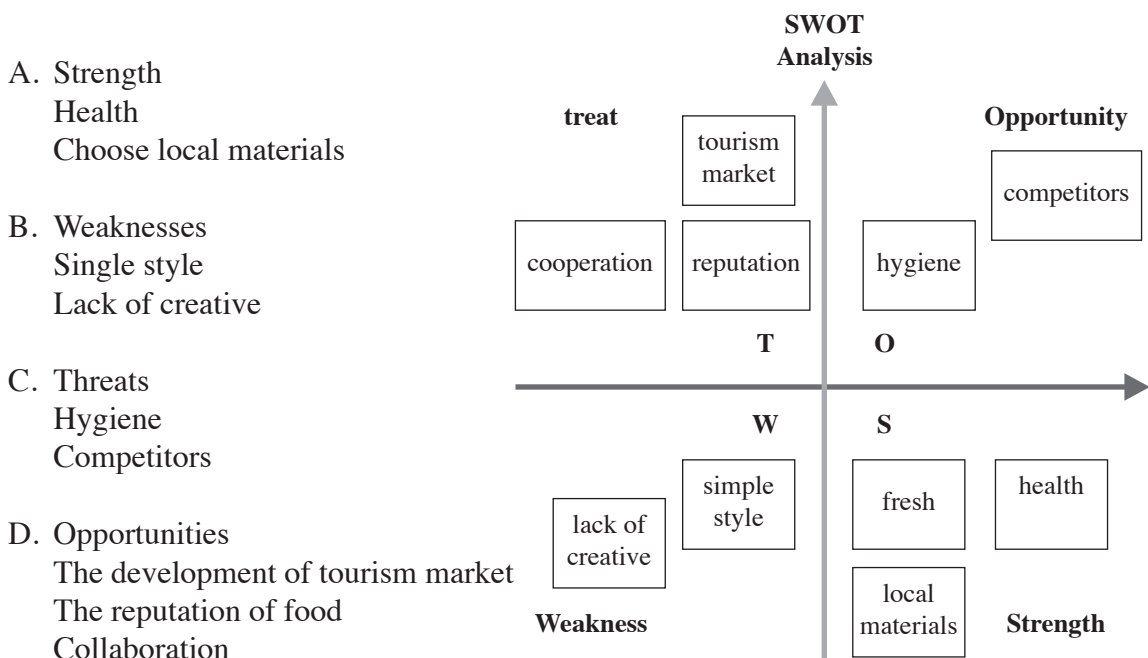 A. Strength
Health
Choose local materials
B. Weaknesses
Single style
Lack of creative
C. Threats
Hygiene
Competitors
D. Opportunities
The development of tourism market
The reputation of food
Collaboration
SWOT
Analysis
treat
Opportunity
tourism
market
competitors
cooperation
reputation
hygiene
T
O
W
S
simple
style
fresh
health
lack of
creative
local
materials
Weakness
Strength